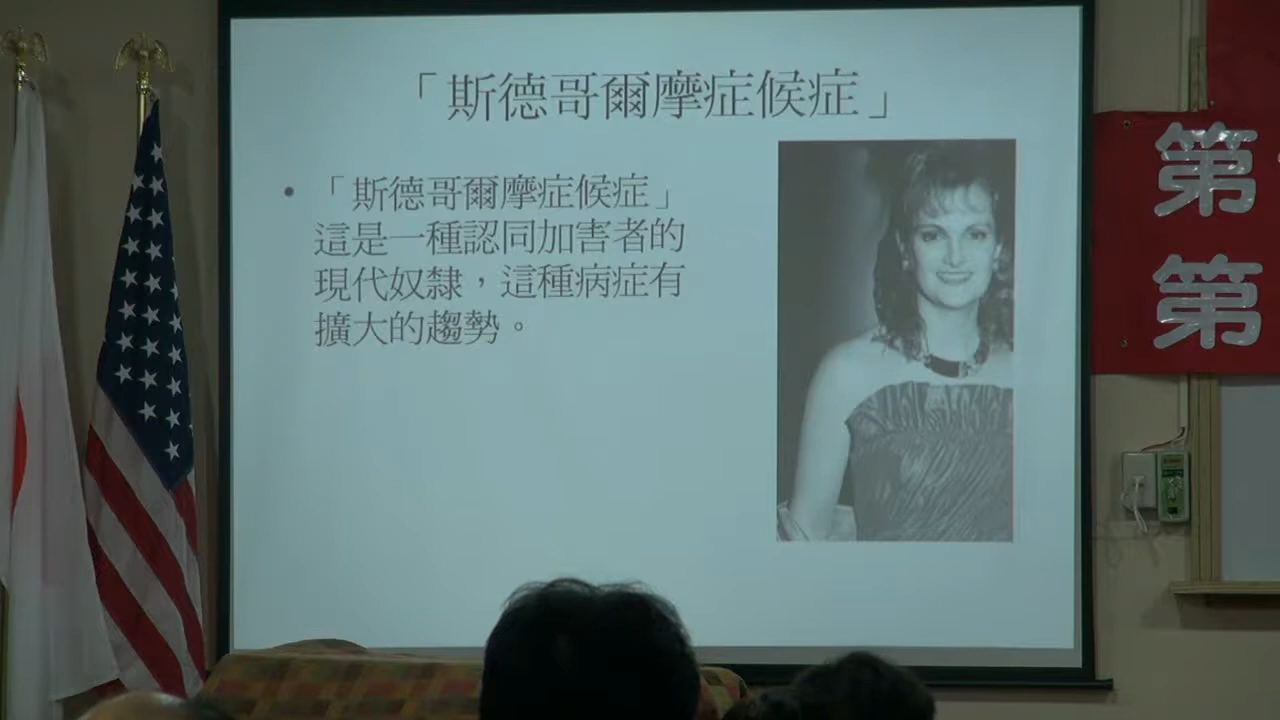 「斯德哥爾摩症候症」
• 「斯德哥爾摩症候症」
這是一種認同加害者的
現代奴隸，這種病症有
擴大的趨勢。
第
第